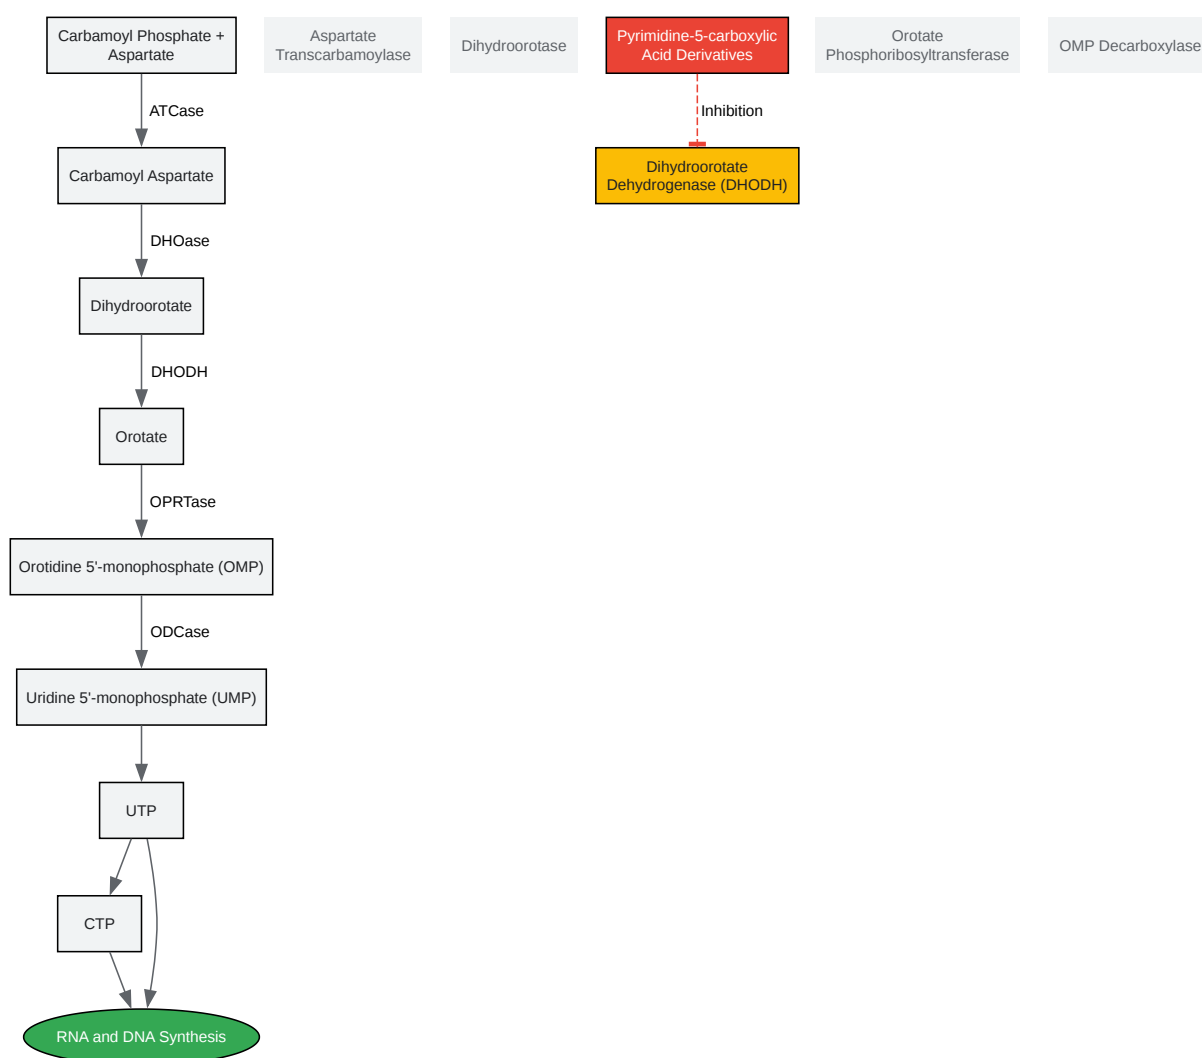 Carbamoyl Phosphate +
Aspartate
Aspartate
Transcarbamoylase
Dihydroorotase
Pyrimidine-5-carboxylic
Acid Derivatives
Orotate
Phosphoribosyltransferase
OMP Decarboxylase
ATCase
Inhibition
Carbamoyl Aspartate
Dihydroorotate
Dehydrogenase (DHODH)
DHOase
Dihydroorotate
DHODH
Orotate
OPRTase
Orotidine 5'-monophosphate (OMP)
ODCase
Uridine 5'-monophosphate (UMP)
UTP
CTP
RNA and DNA Synthesis